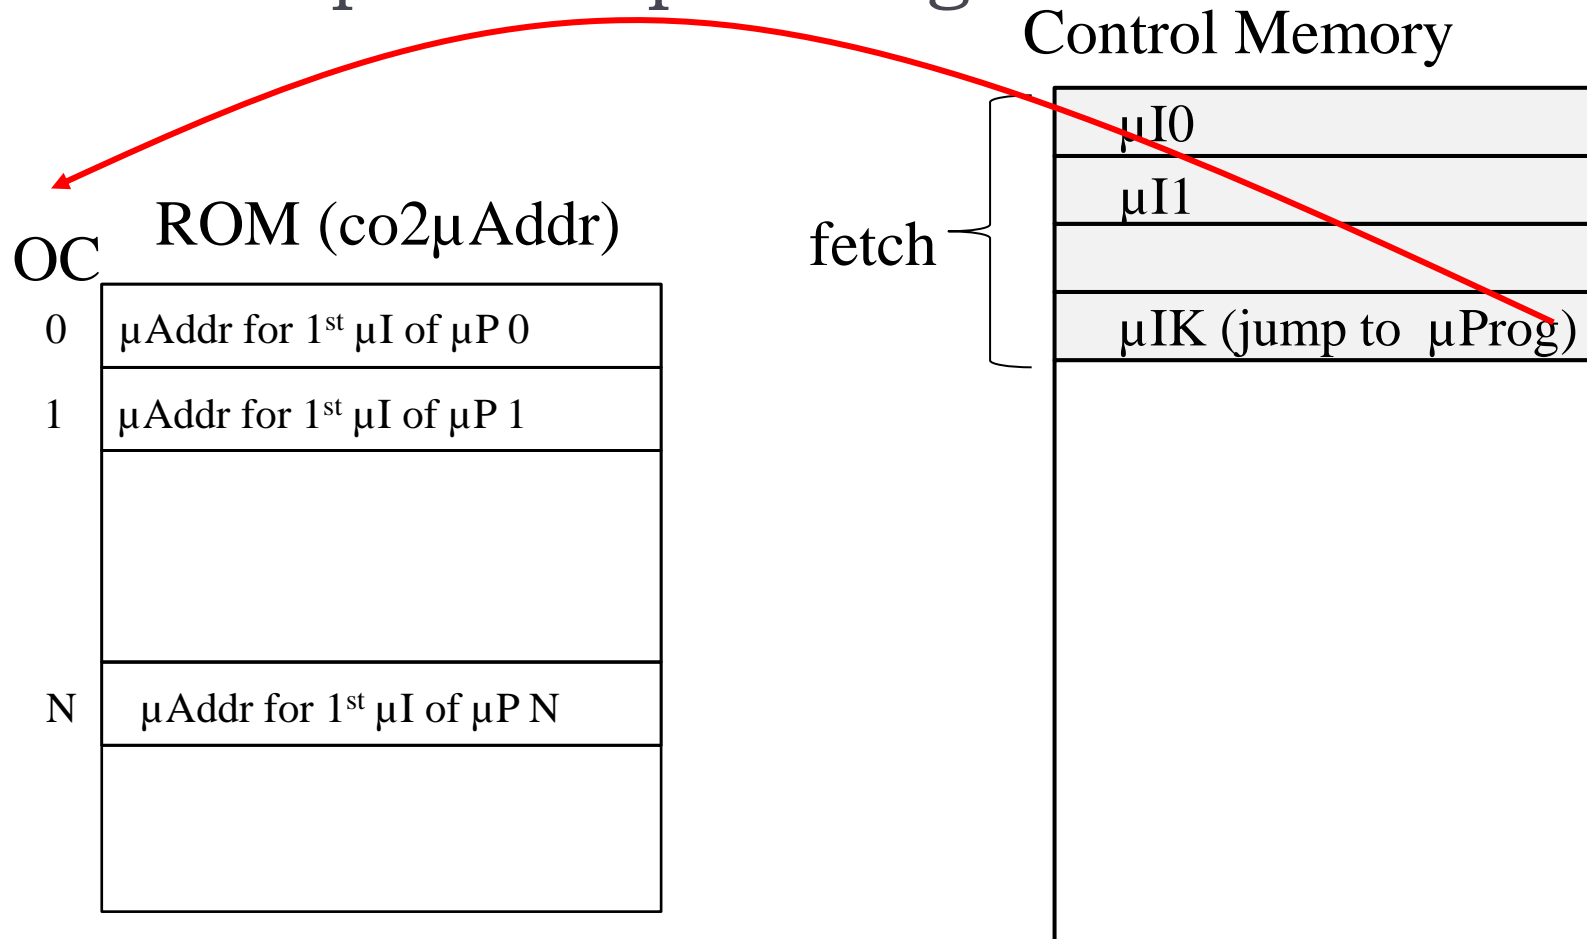 Control Memory
µI0
µI1
fetch
µIK (jump to µProg)
ROM (co2µAddr)
OC
0 µAddr for 1st µI of µP 0
1 µAddr for 1st µI of µP 1
N µAddr for 1st µI of µP N